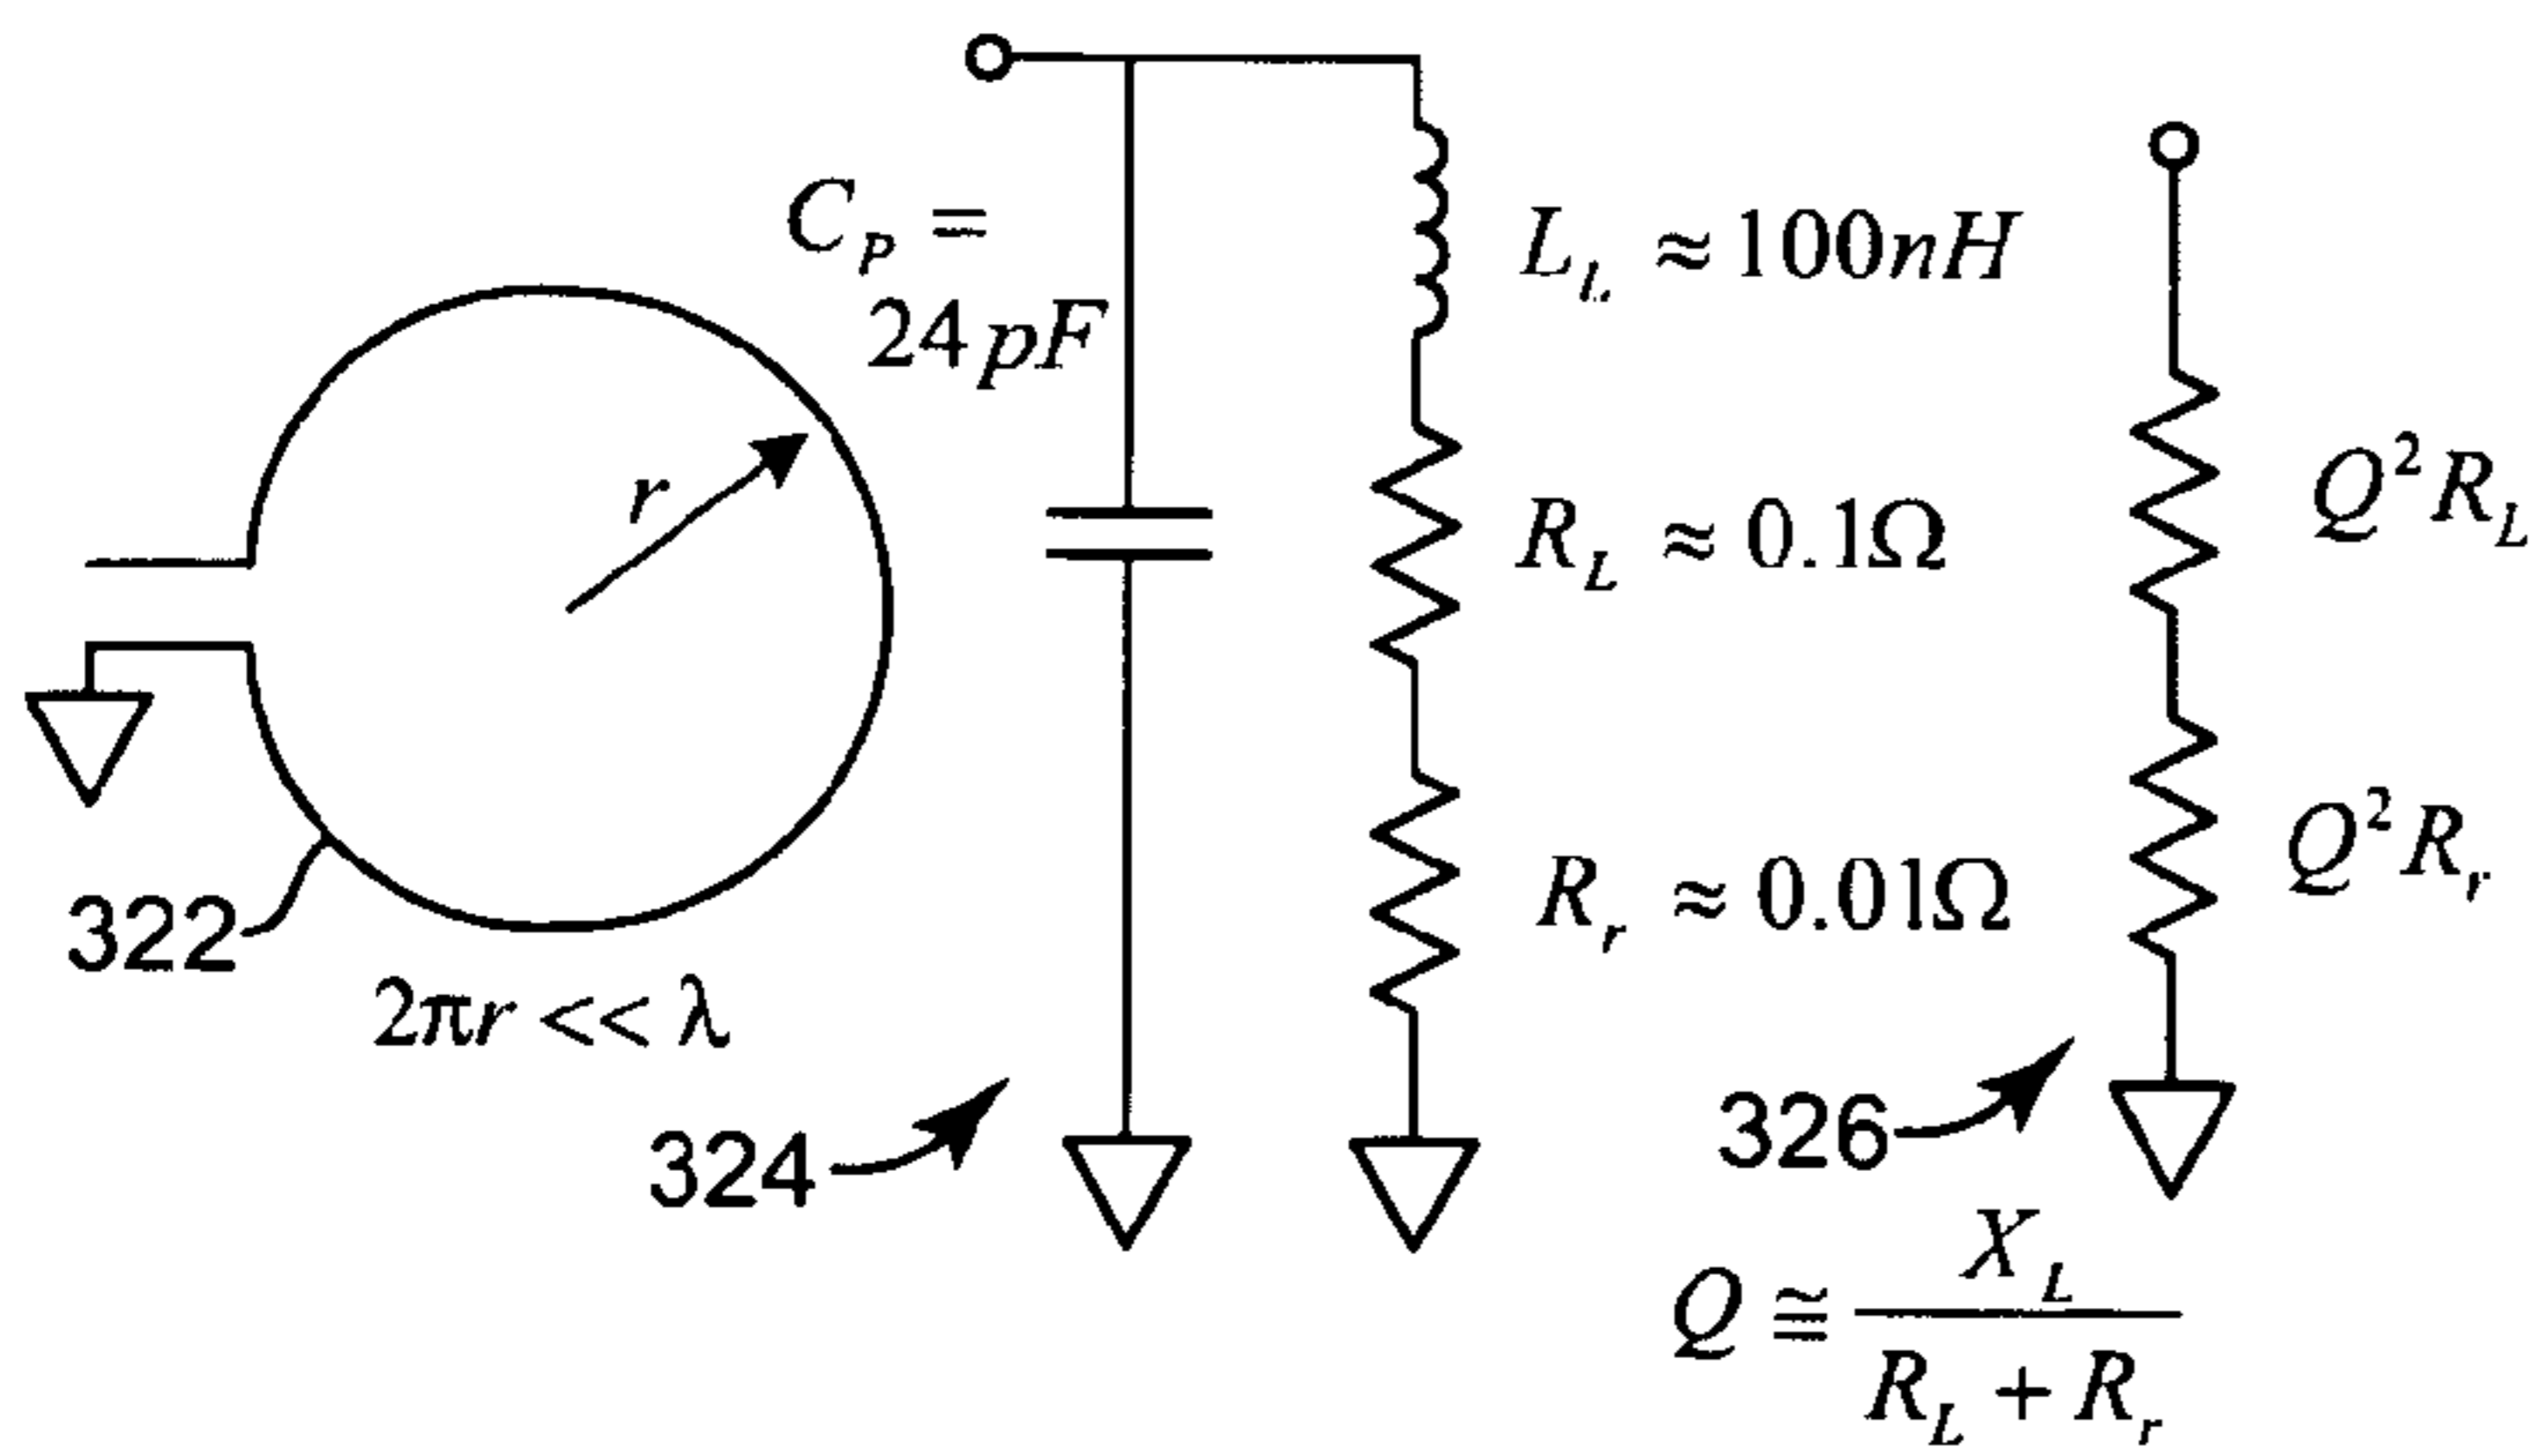 C_P =
24 pF
L_L ≈ 100nH
R_L ≈ 0.1Ω
R_r ≈ 0.01Ω
r
322
2πr << λ
324
Q²R_L
Q²R_r
326
Q ≅ X_L / (R_L + R_r)